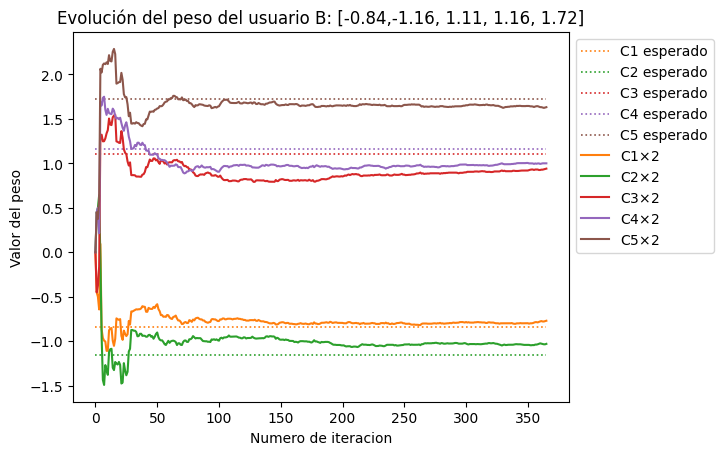 Evolución del peso del usuario B: [-0.84,-1.16, 1.11, 1.16, 1.72]
Valor del peso
2.0
1.5
1.0
0.5
0.0
−0.5
−1.0
−1.5
0 50 100 150 200 250 300 350
Numero de iteracion
C1 esperado
C2 esperado
C3 esperado
C4 esperado
C5 esperado
C1×2
C2×2
C3×2
C4×2
C5×2